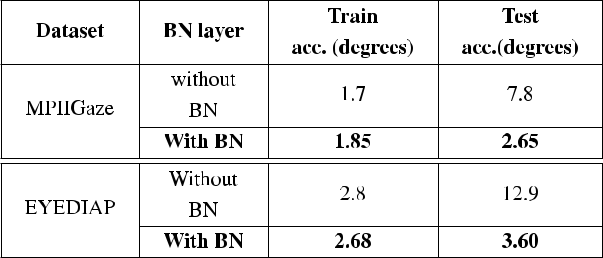 Dataset BN layer Train Test
acc. (degrees) acc.(degrees)
MPIIGaze without 1.7 7.8
BN
With BN 1.85 2.65
EYEDIAP Without 2.8 12.9
BN
With BN 2.68 3.60